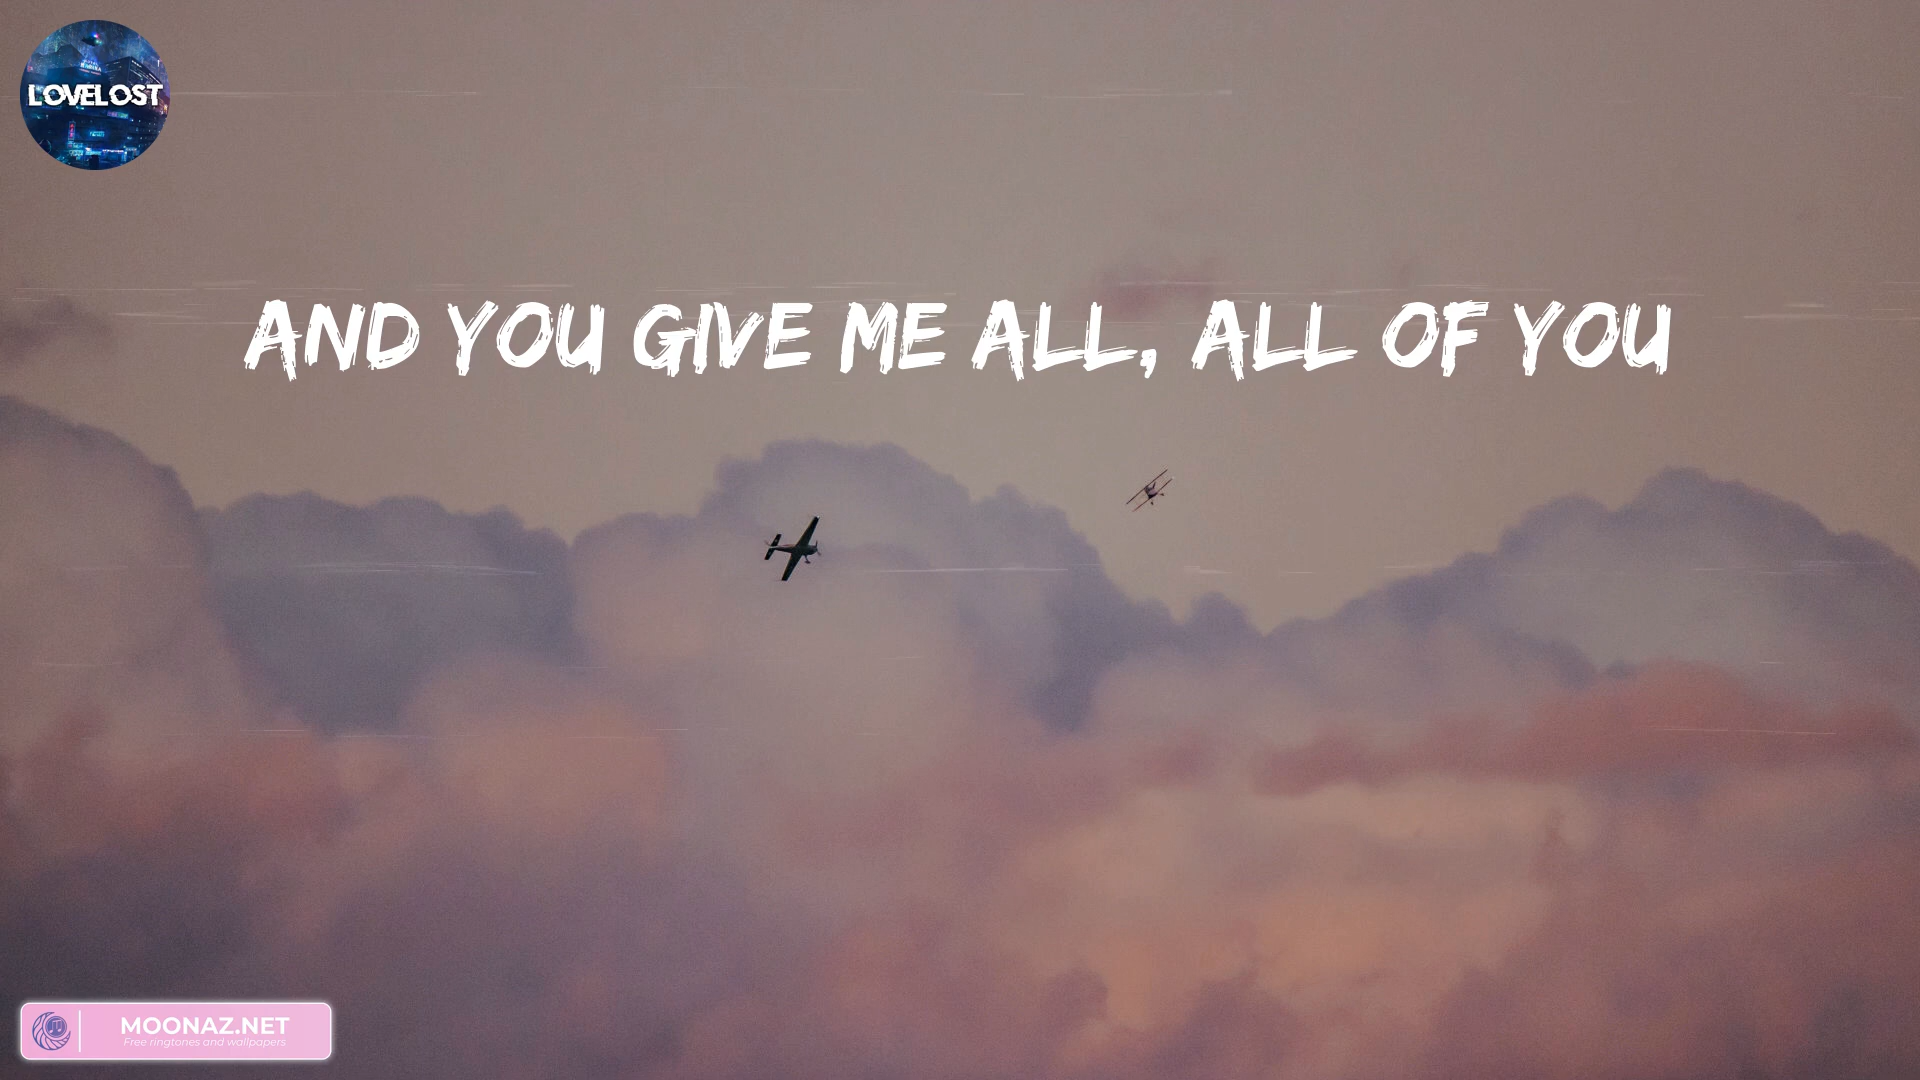 LOVELOST
AND YOU GIVE ME ALL, ALL OF YOU
MOONAZ.NET
Free ringtones and wallpapers